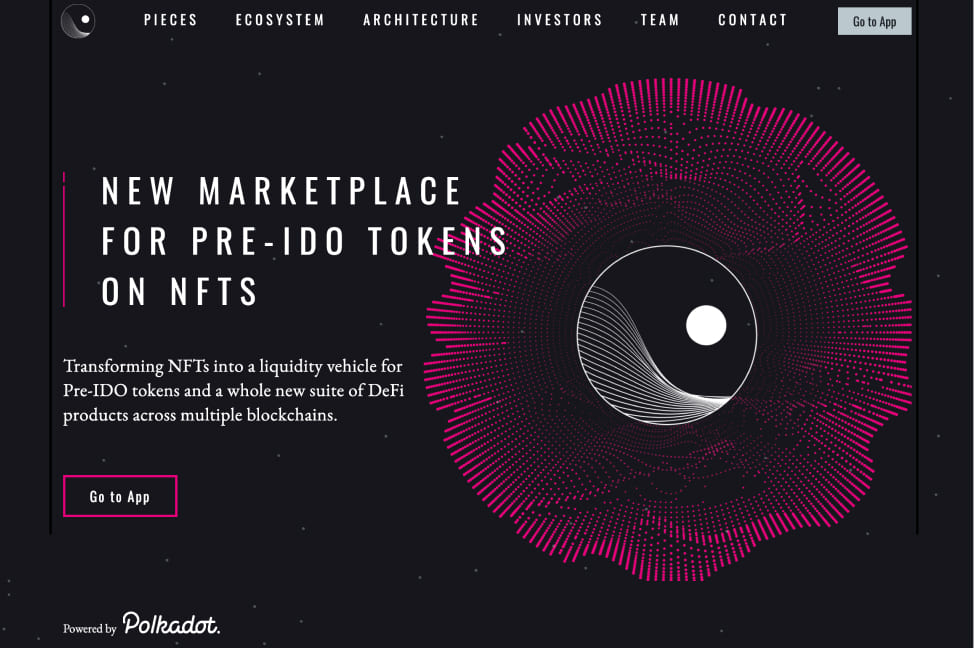 PIECES ECOSYSTEM ARCHITECTURE INVESTORS TEAM CONTACT Go to App
NEW MARKETPLACE
FOR PRE-IDO TOKENS
ON NFTS
Transforming NFTs into a liquidity vehicle for
Pre-IDO tokens and a whole new suite of DeFi
products across multiple blockchains.
Go to App
Powered by Polkadot.